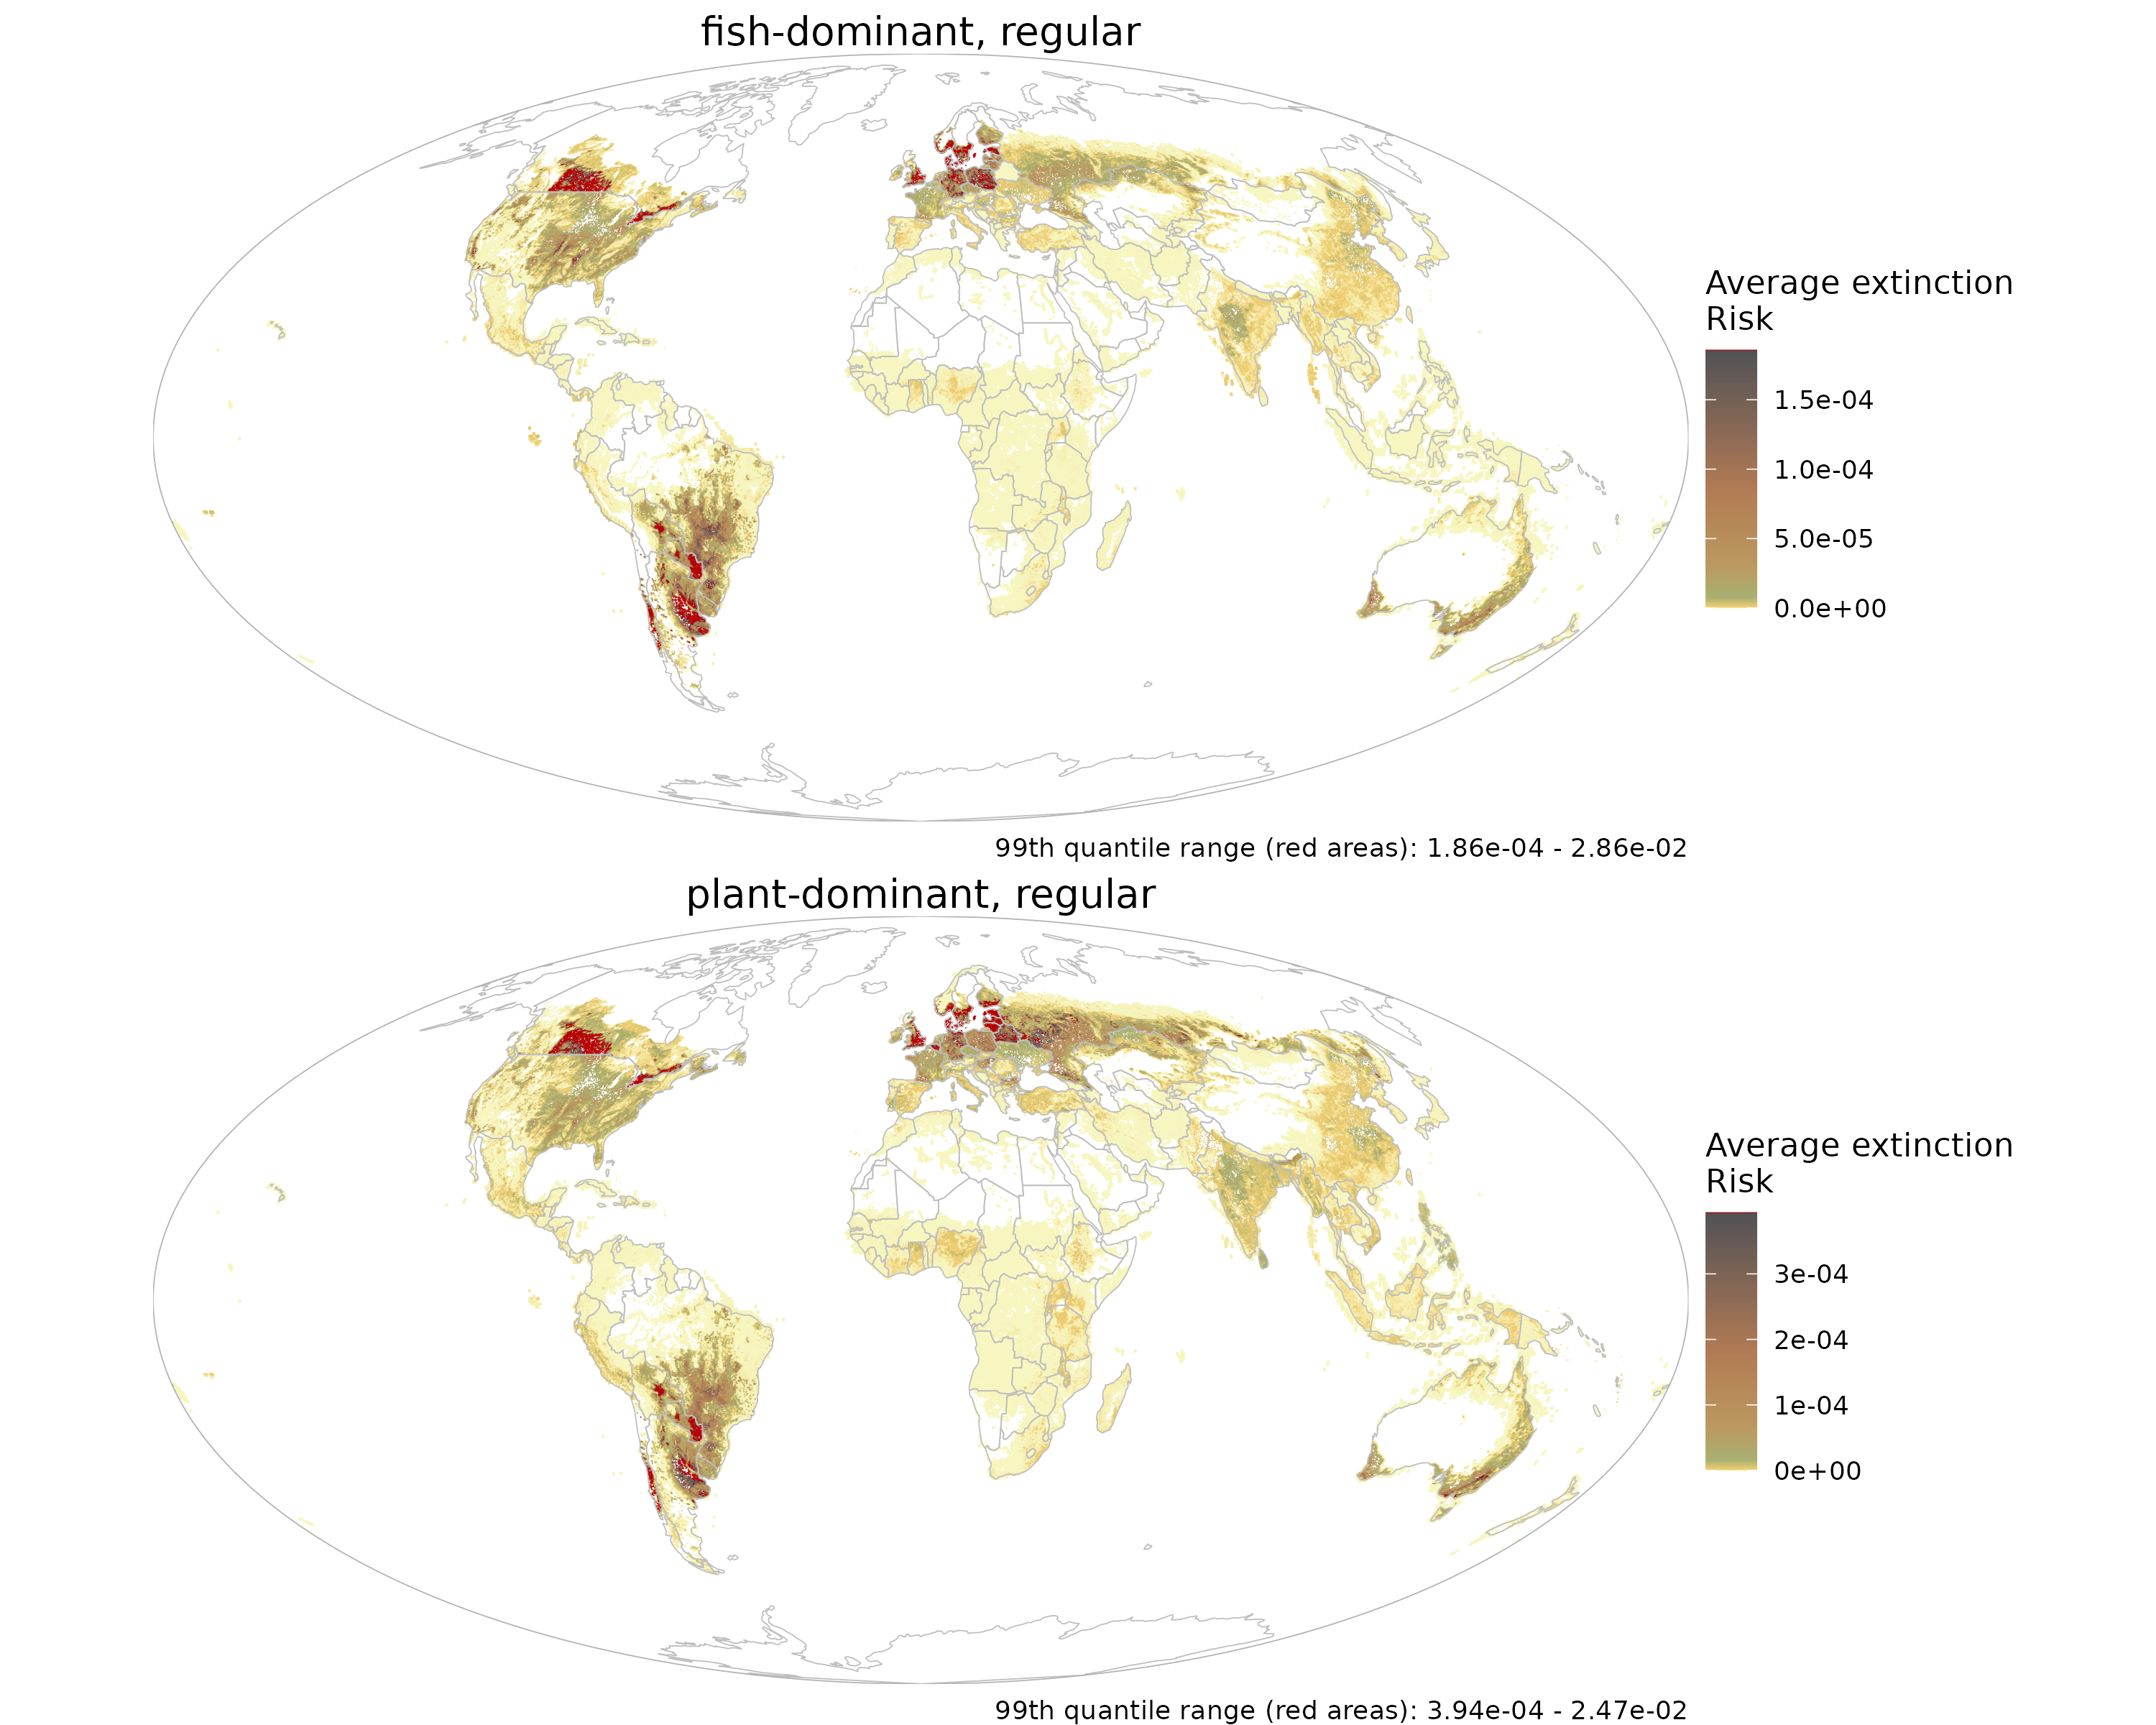 fish-dominant, regular
Average extinction
Risk
1.5e-04
1.0e-04
5.0e-05
0.0e+00
99th quantile range (red areas): 1.86e-04 - 2.86e-02
plant-dominant, regular
Average extinction
Risk
3e-04
2e-04
1e-04
0e+00
99th quantile range (red areas): 3.94e-04 - 2.47e-02